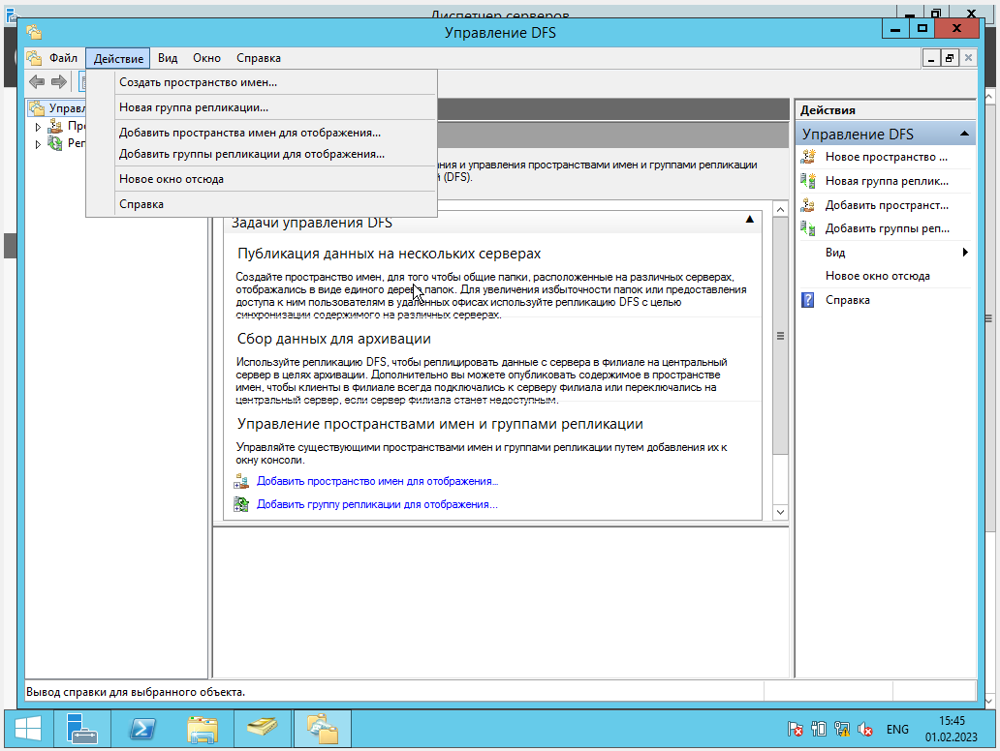 Диспетчер серверов
Управление DFS
Файл Действие Вид Окно Справка
Создать пространство имен...
Новая группа репликации...
Добавить пространства имен для отображения...
Добавить группы репликации для отображения...
Новое окно отсюда
Справка
Управл
Пр
Реп
ния и управления пространствами имен и группами репликации
(DFS).
Задачи управления DFS
Публикация данных на нескольких серверах
Создайте пространство имен, для того чтобы общие папки, расположенные на различных серверах,
отображались в виде единого дерева папок. Для увеличения избыточности папок или предоставления
доступа к ним пользователям в удаленных офисах используйте репликацию DFS с целью
синхронизации содержимого на различных серверах.
Сбор данных для архивации
Используйте репликацию DFS, чтобы реплицировать данные с сервера в филиале на центральный
сервер в целях архивации. Дополнительно вы можете опубликовать содержимое в пространстве
имен, чтобы клиенты в филиале всегда подключались к серверу филиала или переключались на
центральный сервер, если сервер филиала станет недоступным.
Управление пространствами имен и группами репликации
Управляйте существующими пространствами имен и группами репликации путем добавления их к
окну консоли.
Добавить пространство имен для отображения...
Добавить группу репликации для отображения...
Действия
Управление DFS
Новое пространство ...
Новая группа реплик...
Добавить пространст...
Добавить группы реп...
Вид
Новое окно отсюда
Справка
Вывод справки для выбранного объекта.
ENG
15:45
01.02.2023